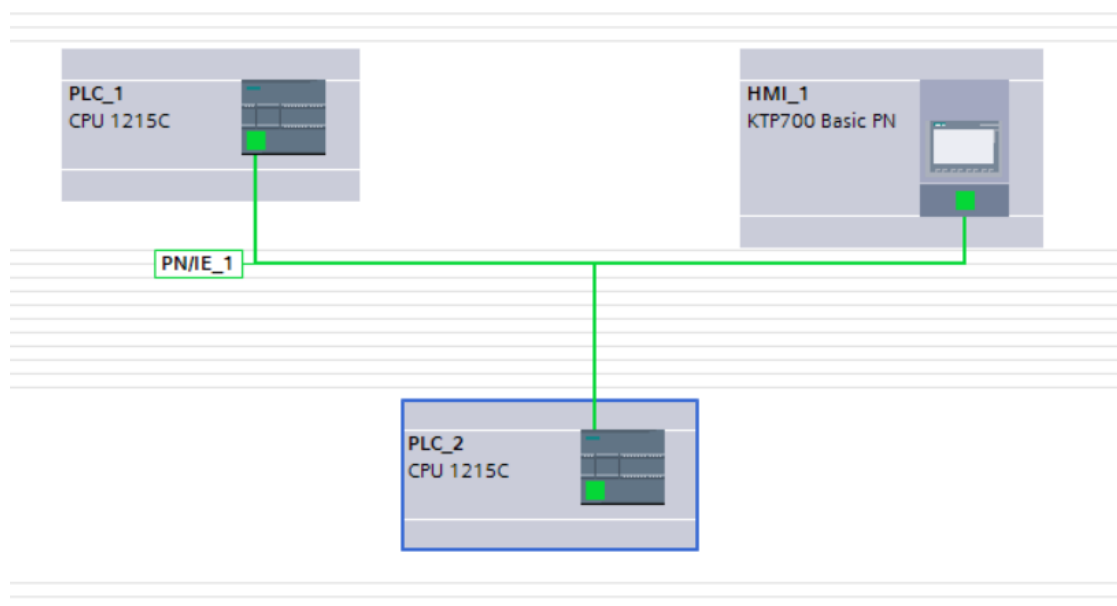 PLC_1
CPU 1215C
HMI_1
KTP700 Basic PN
PN/IE_1
PLC_2
CPU 1215C